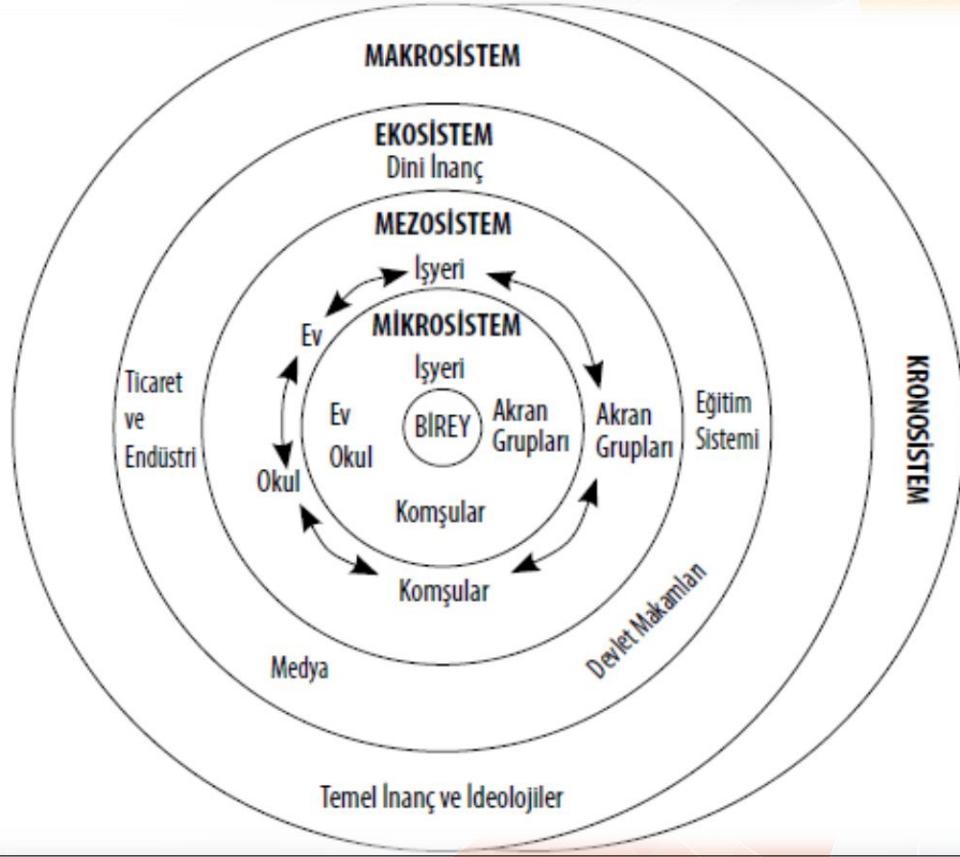 MAKROSİSTEM
EKOSİSTEM
Dini İnanç
MEZOSİSTEM
İşyeri
Ev
MİKROSİSTEM
İşyeri
Ev
Okul
BİREY
Akran
Grupları
Komşular
Akran
Grupları
Okul
Komşular
Ticaret
ve
Endüstri
Eğitim
Sistemi
Medya
Devlet Makamları
Temel İnanç ve İdeolojiler
KRONOSİSTEM